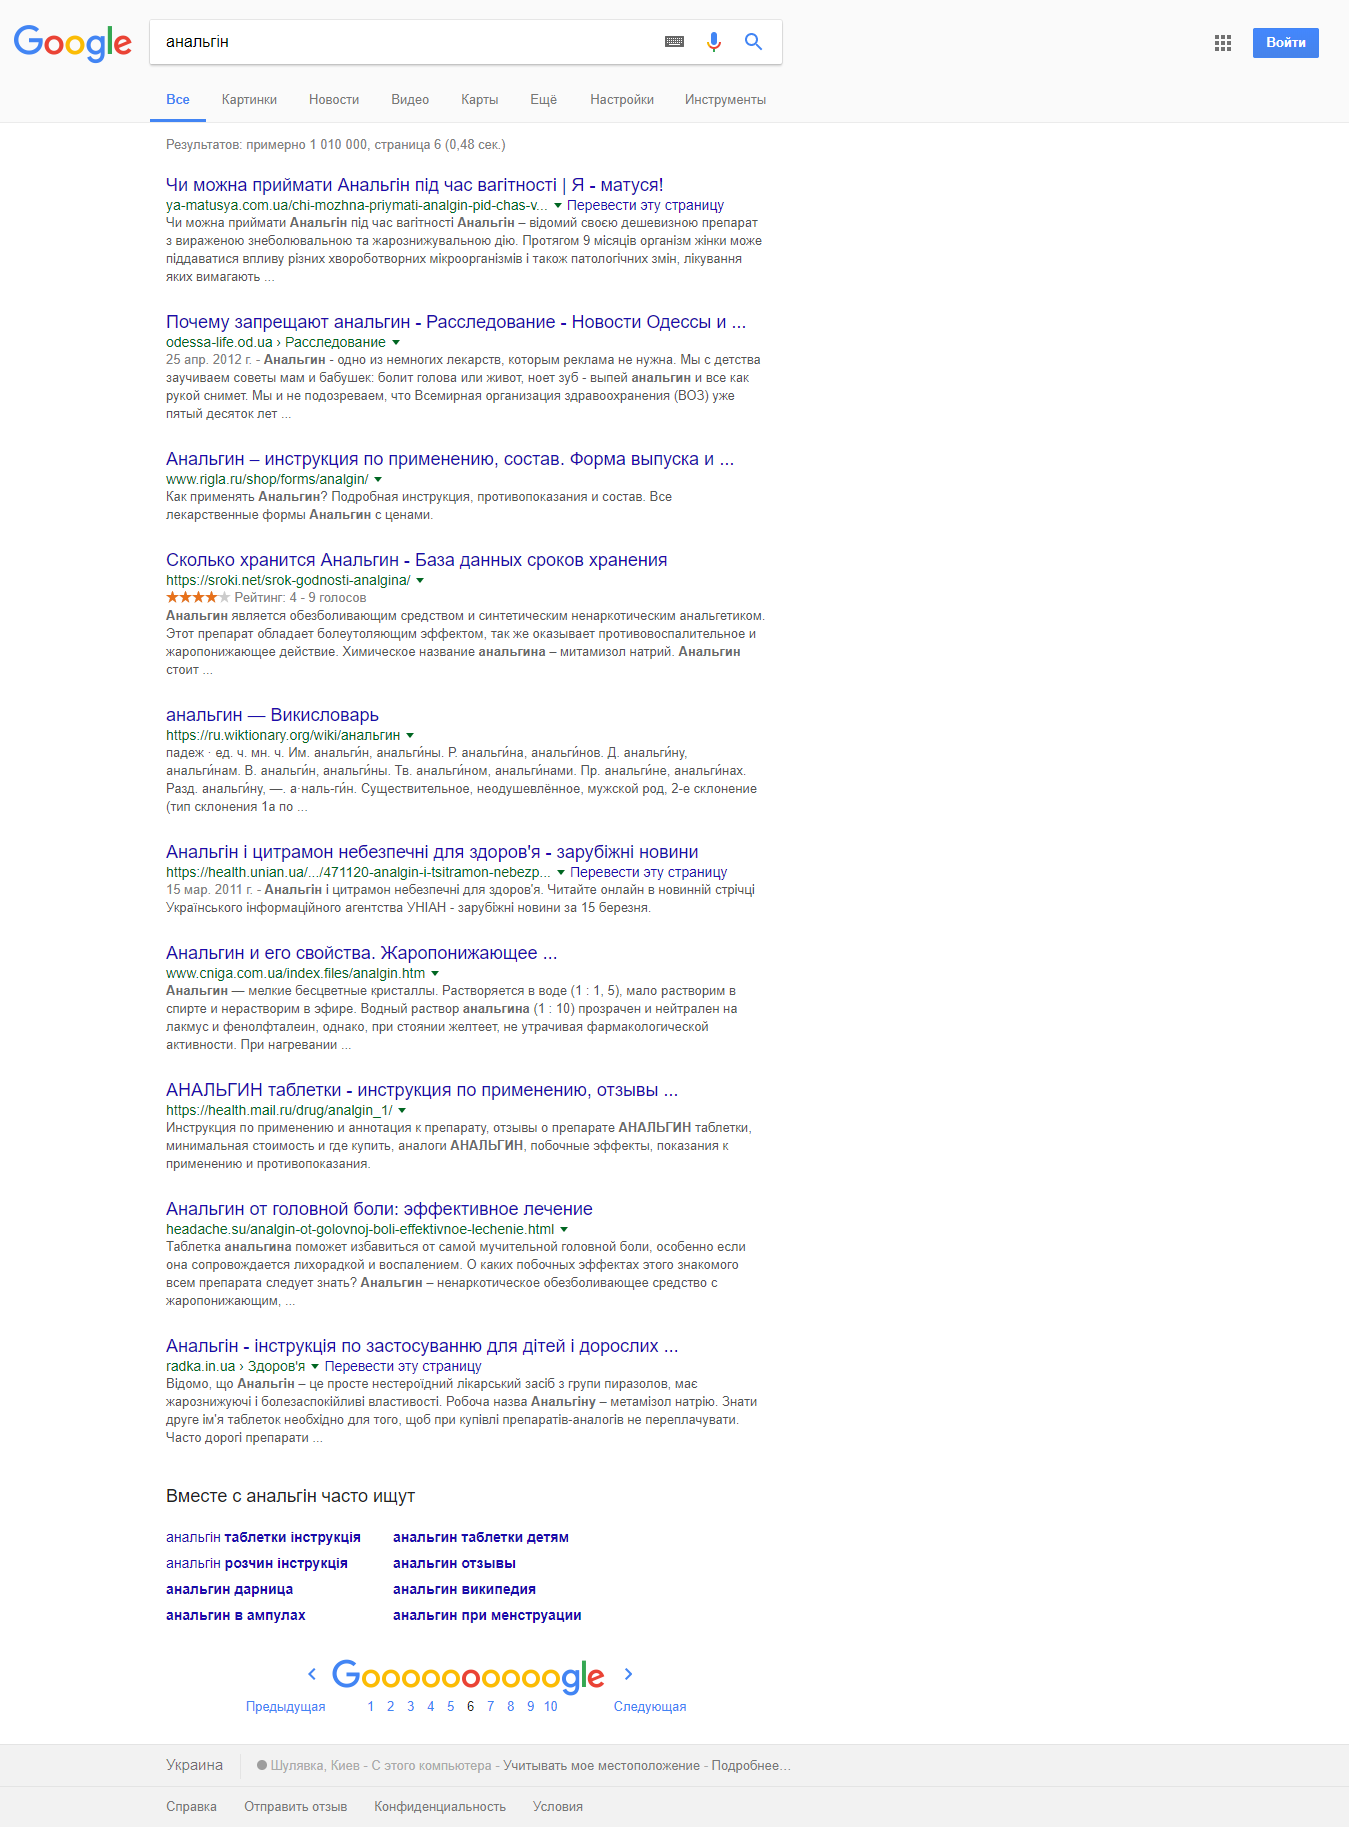 Google
анальгін
Войти
Все Картинки Новости Видео Карты Ещё Настройки Инструменты
Результатов: примерно 1 010 000, страница 6 (0,48 сек.)
Чи можна приймати Анальгін під час вагітності | Я - матуся!
ya-matusya.com.ua/chi-mozhna-priymati-analgin-pid-chas-v... Перевести эту страницу
Чи можна приймати Анальгін під час вагітності Анальгін – відомий своєю дешевизною препарат
з вираженою знеболювальною та жарознижувальною дію. Протягом 9 місяців організм жінки може
піддаватися впливу різних хвороботворних мікроорганізмів і також патологічних змін, лікування
яких вимагають ...
Почему запрещают анальгин - Расследование - Новости Одессы и ...
odessa-life.od.ua › Расследование
25 апр. 2012 г. - Анальгин - одно из немногих лекарств, которым реклама не нужна. Мы с детства
заучиваем советы мам и бабушек: болит голова или живот, ноет зуб - выпей анальгин и все как
рукой снимет. Мы и не подозреваем, что Всемирная организация здравоохранения (ВОЗ) уже
пятый десяток лет ...
Анальгин – инструкция по применению, состав. Форма выпуска и ...
www.rigla.ru/shop/forms/analgin/
Как применять Анальгин? Подробная инструкция, противопоказания и состав. Все
лекарственные формы Анальгин с ценами.
Сколько хранится Анальгин - База данных сроков хранения
https://sroki.net/srok-godnosti-analgina/
Рейтинг: 4 - 9 голосов
Анальгин является обезболивающим средством и синтетическим ненаркотическим анальгетиком.
Этот препарат обладает болеутоляющим эффектом, так же оказывает противовоспалительное и
жаропонижающее действие. Химическое название анальгина – митамизол натрий. Анальгин
стоит ...
анальгин — Викисловарь
https://ru.wiktionary.org/wiki/анальгин
падеж · ед. ч. мн. ч. Им. анальги́н, анальги́ны. Р. анальги́на, анальги́нов. Д. анальги́ну,
анальги́нам. В. анальги́н, анальги́ны. Тв. анальги́ном, анальги́нами. Пр. анальги́не, анальги́нах.
Разд. анальги́ну, —. а·наль-ги́н. Существительное, неодушевлённое, мужской род, 2-е склонение
(тип склонения 1a по ...
Анальгін і цитрамон небезпечні для здоров'я - зарубіжні новини
https://health.unian.ua/.../471120-analgin-i-tsitramon-nebezp... Перевести эту страницу
15 мар. 2011 г. - Анальгін і цитрамон небезпечні для здоров'я. Читайте онлайн в новинній стрічці
Українського інформаційного агентства УНІАН - зарубіжні новини за 15 березня.
Анальгин и его свойства. Жаропонижающее ...
www.cniga.com.ua/index.files/analgin.htm
Анальгин — мелкие бесцветные кристаллы. Растворяется в воде (1 : 1, 5), мало растворим в
спирте и нерастворим в эфире. Водный раствор анальгина (1 : 10) прозрачен и нейтрален на
лакмус и фенолфталеин, однако, при стоянии желтеет, не утрачивая фармакологической
активности. При нагревании ...
АНАЛЬГИН таблетки - инструкция по применению, отзывы ...
https://health.mail.ru/drug/analgin_1/
Инструкция по применению и аннотация к препарату, отзывы о препарате АНАЛЬГИН таблетки,
минимальная стоимость и где купить, аналоги АНАЛЬГИН, побочные эффекты, показания к
применению и противопоказания.
Анальгин от головной боли: эффективное лечение
headache.su/analgin-ot-golovnoj-boli-effektivnoe-lechenie.html
Таблетка анальгина поможет избавиться от самой мучительной головной боли, особенно если
она сопровождается лихорадкой и воспалением. О каких побочных эффектах этого знакомого
всем препарата следует знать? Анальгин – ненаркотическое обезболивающее средство с
жаропонижающим, ...
Анальгін - інструкція по застосуванню для дітей і дорослих ...
radka.in.ua › Здоров'я Перевести эту страницу
Відомо, що Анальгін – це просте нестероїдний лікарський засіб з групи пиразолов, має
жарознижуючі і болезаспокійливі властивості. Робоча назва Анальгіну – метамізол натрію. Знати
друге ім'я таблеток необхідно для того, щоб при купівлі препаратів-аналогів не переплачувати.
Часто дорогі препарати ...
Вместе с анальгін часто ищут
анальгін таблетки інструкція анальгин таблетки детям
анальгін розчин інструкція анальгин отзывы
анальгин дарница анальгин википедия
анальгин в ампулах анальгин при менструации
Goooooooooogle
Предыдущая 1 2 3 4 5 6 7 8 9 10 Следующая
Украина Шулявка, Киев - С этого компьютера - Учитывать мое местоположение - Подробнее…
Справка Отправить отзыв Конфиденциальность Условия